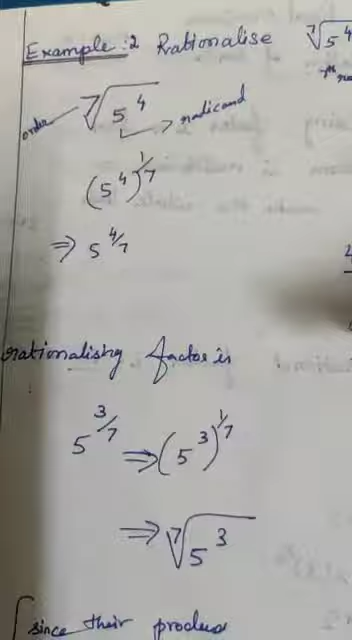 Example :2 Rationalise ⁷√5⁴
order ⁷√5⁴ → radicand
(5⁴)^1/7
⇒ 5^4/7
rationalising factor is
5^3/7 ⇒ (5³)^1/7
⇒ ⁷√5³
since their produc